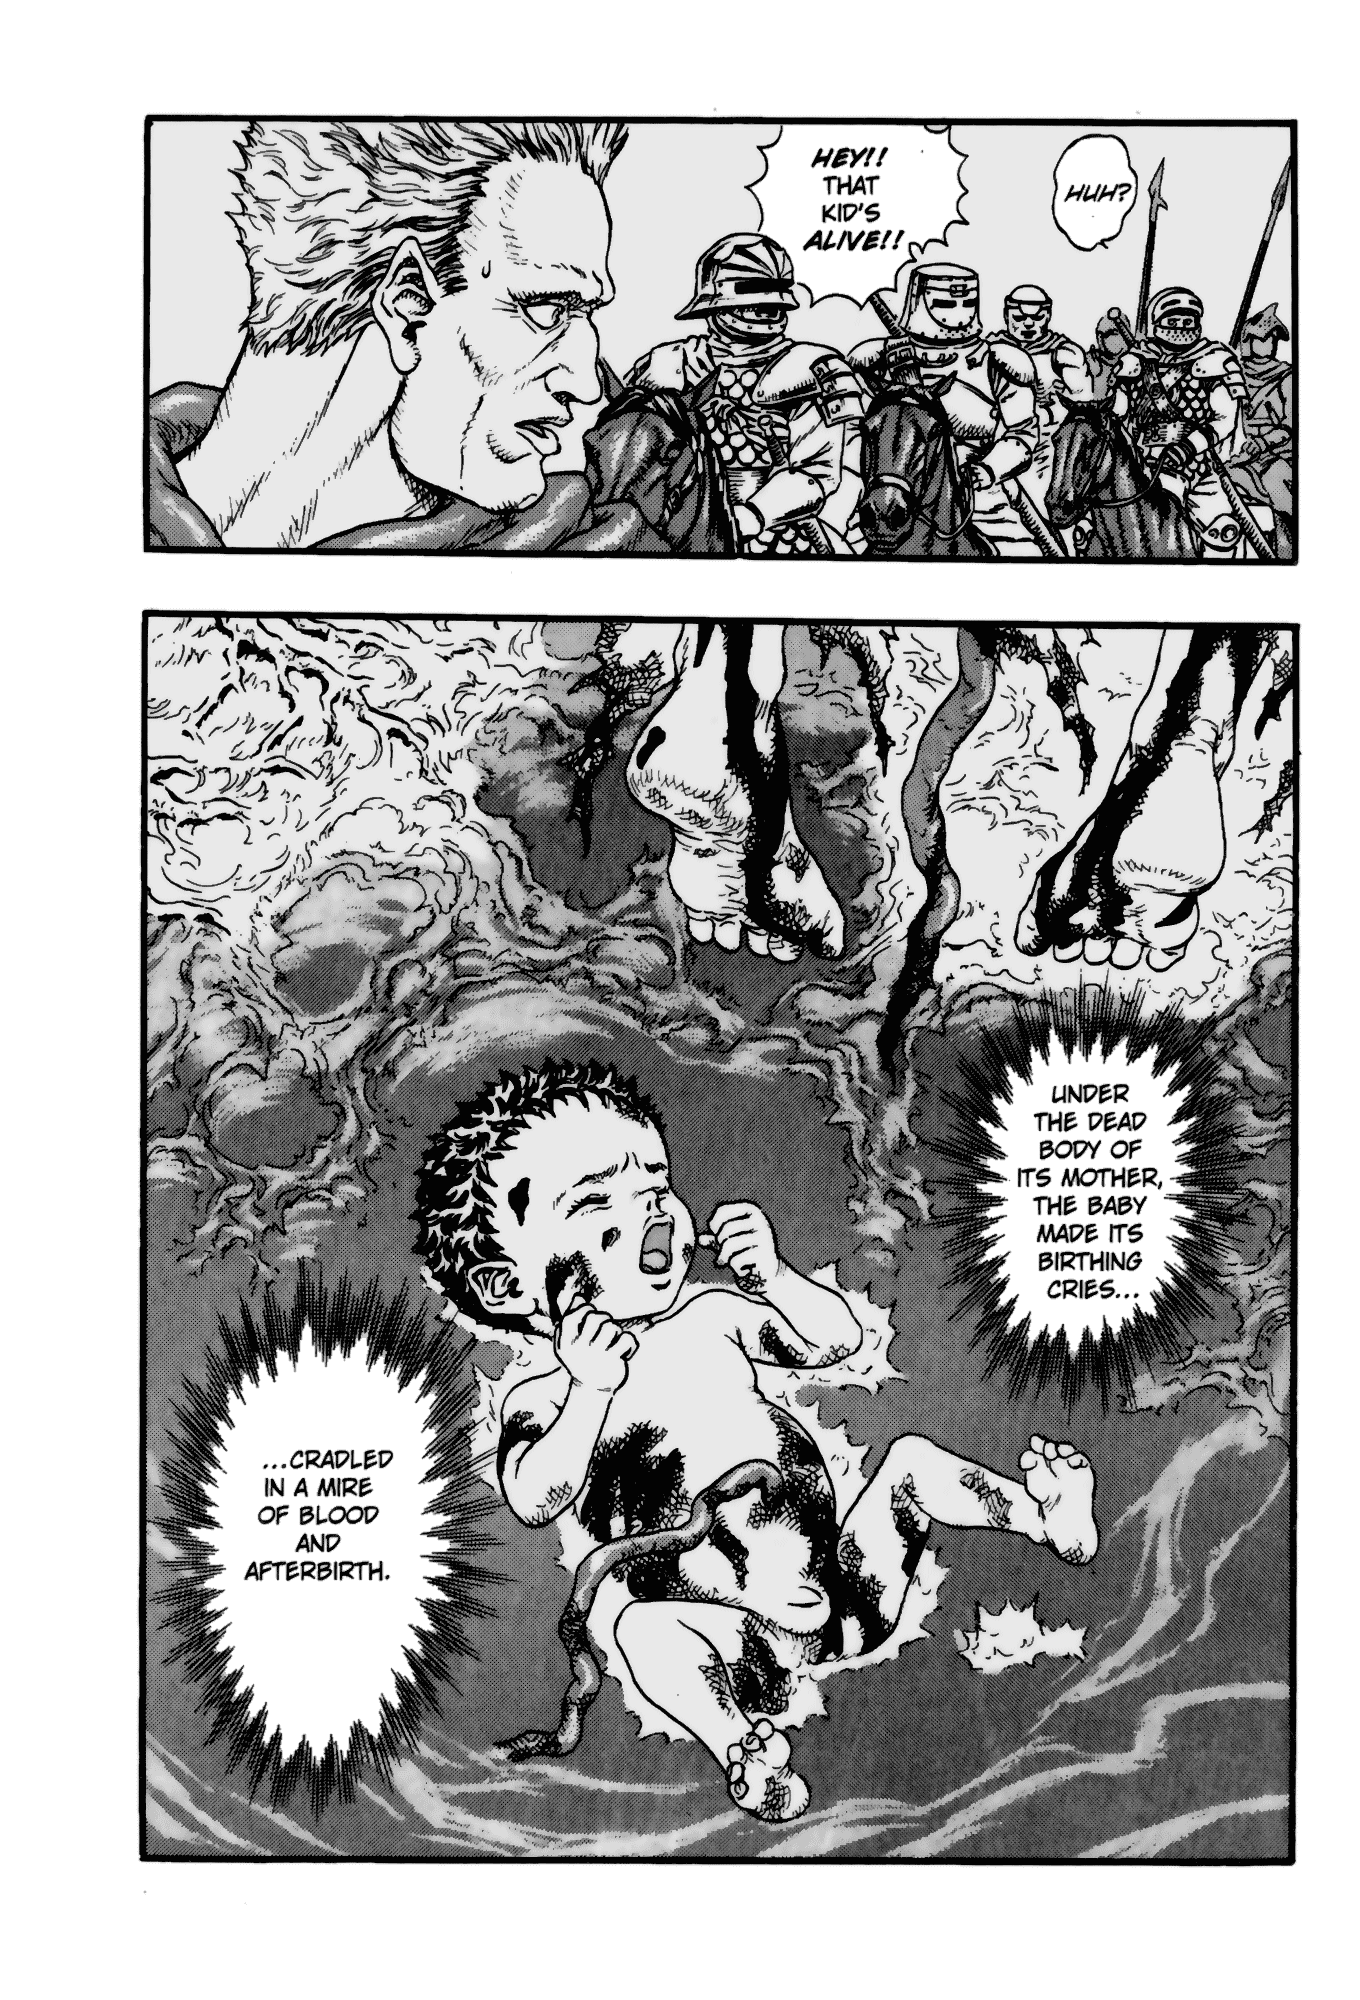 HUH?
HEY!!
THAT
KID'S
ALIVE!!
UNDER
THE DEAD
BODY OF
ITS MOTHER,
THE BABY
MADE ITS
BIRTHING
CRIES...
...CRADLED
IN A MIRE
OF BLOOD
AND
AFTERBIRTH.